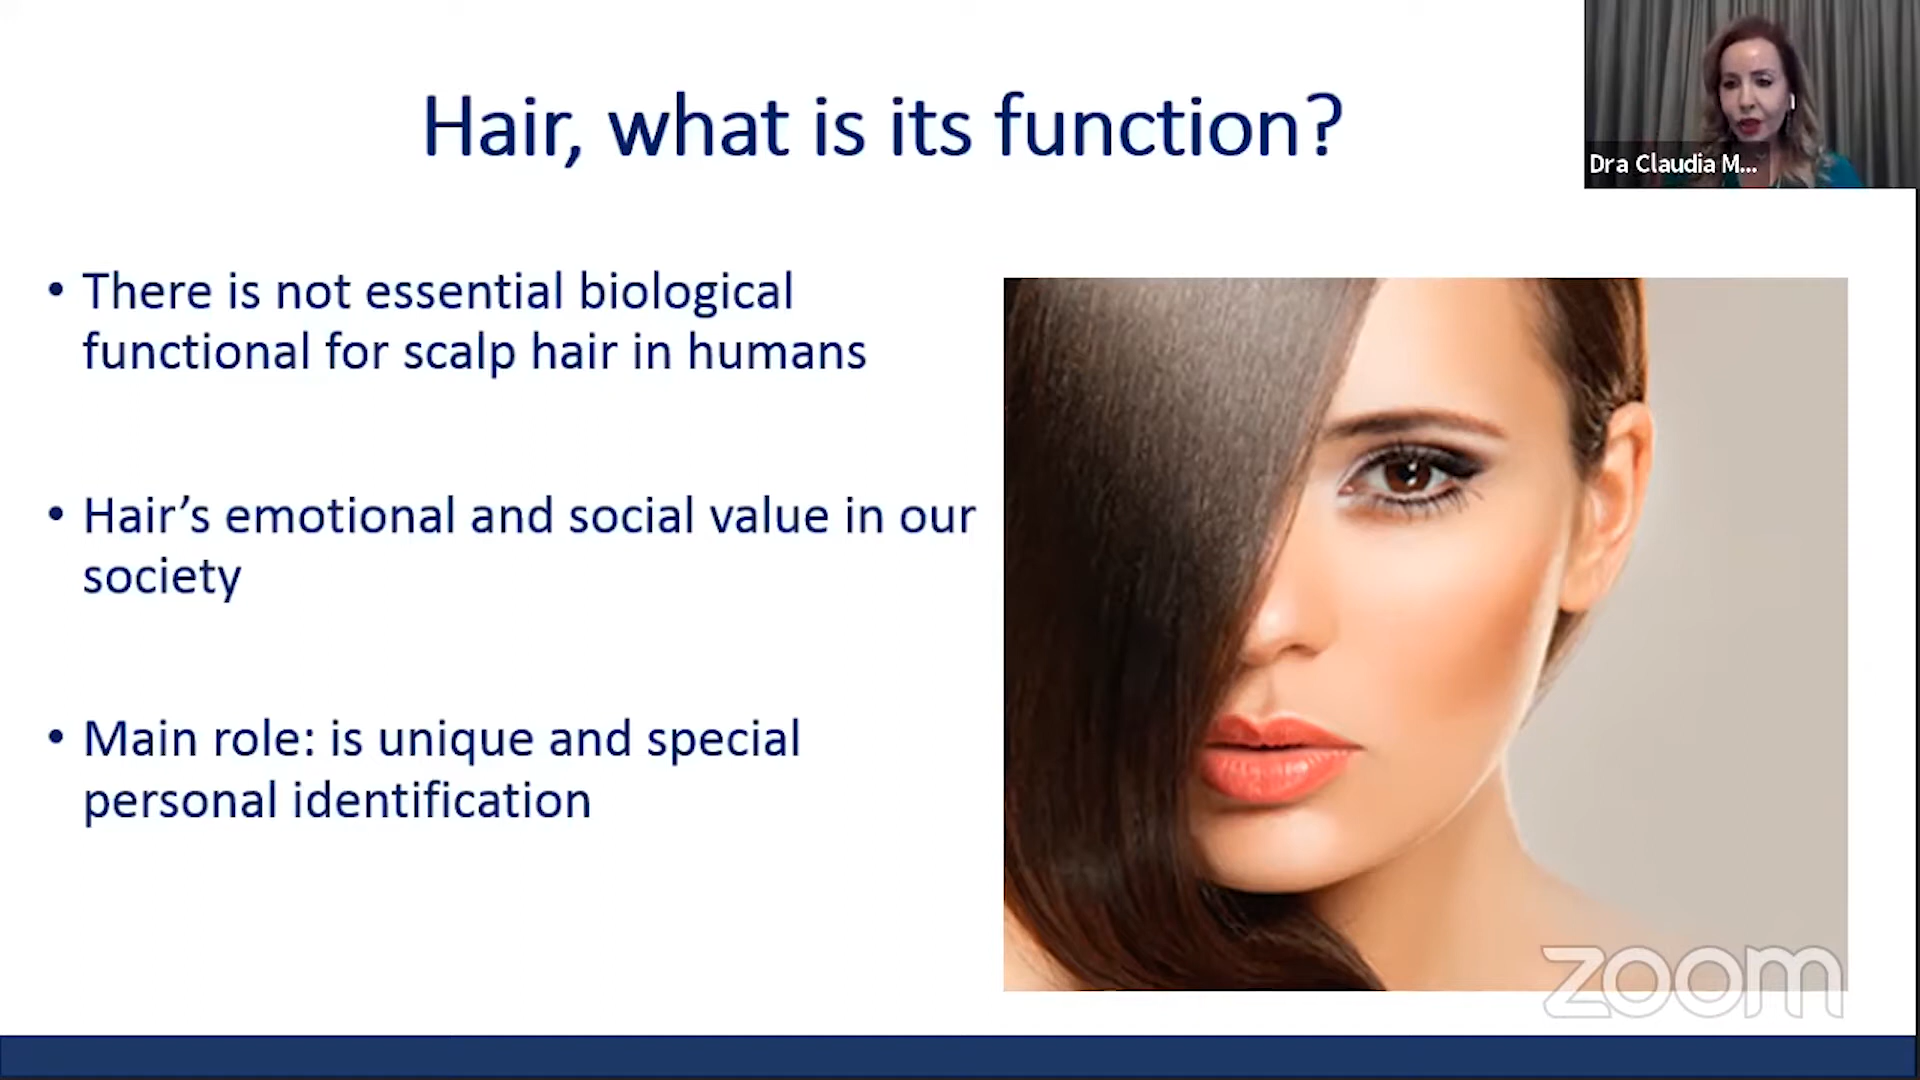 Hair, what is its function?
Dra Claudia M...
• There is not essential biological
functional for scalp hair in humans
• Hair’s emotional and social value in our
society
• Main role: is unique and special
personal identification
zoom